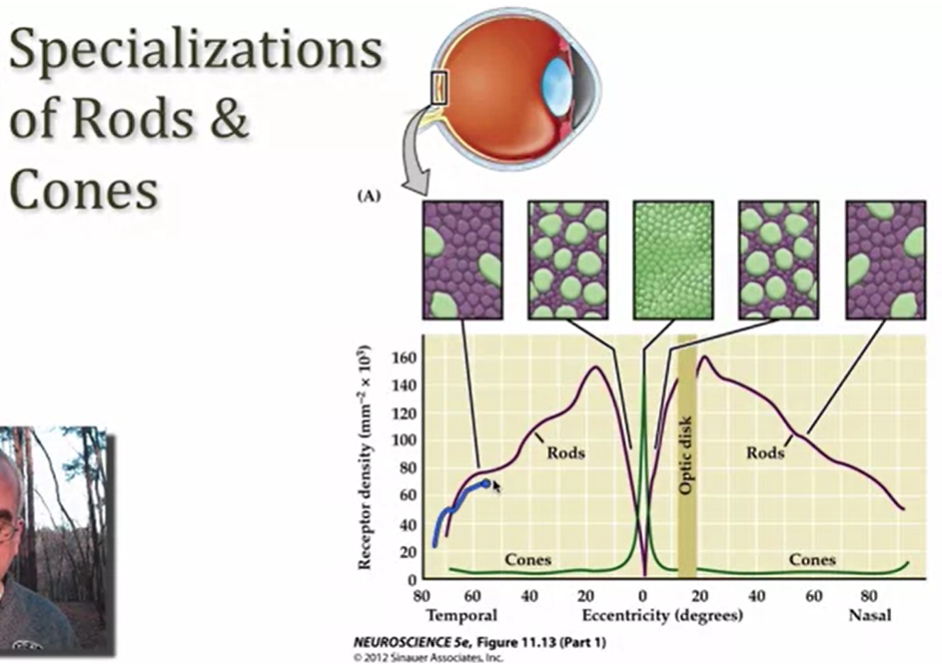 Specializations
of Rods &
Cones
(A)
Receptor density (mm⁻² × 10³)
160
140
120
100
80
60
40
20
0
Rods
Rods
Optic disk
Cones
Cones
80 60 40 20 0 20 40 60 80
Temporal Eccentricity (degrees) Nasal
NEUROSCIENCE 5e, Figure 11.13 (Part 1)
© 2012 Sinauer Associates, Inc.